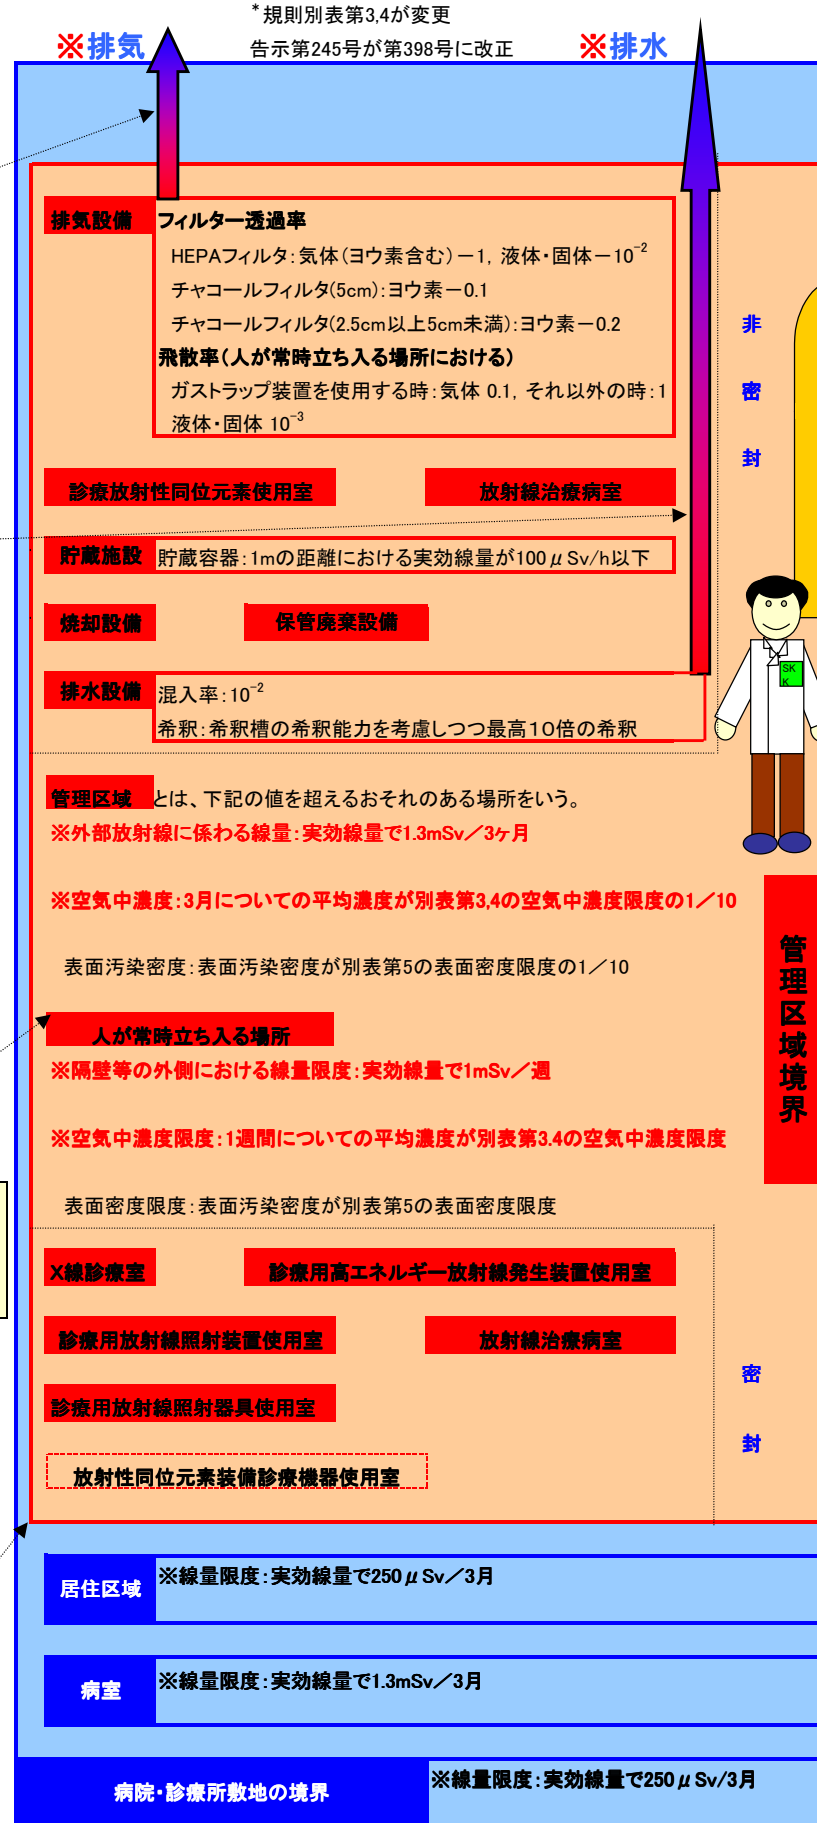 *規則別表第3,4が変更
※排気
告示第245号が第398号に改正
※排水
排気設備
フィルター透過率
HEPAフィルタ：気体（ヨウ素含む）－1，液体・固体－10⁻²
チャコールフィルタ(5cm)：ヨウ素－0.1
チャコールフィルタ(2.5cm以上5cm未満)：ヨウ素－0.2
飛散率（人が常時立ち入る場所における）
ガストラップ装置を使用する時：気体 0.1，それ以外の時：1
液体・固体 10⁻³
非
密
封
診療放射性同位元素使用室
放射線治療病室
貯蔵施設
貯蔵容器：1mの距離における実効線量が100μSv/h以下
焼却設備
保管廃棄設備
SK
K
排水設備
混入率：10⁻²
希釈：希釈槽の希釈能力を考慮しつつ最高１０倍の希釈
管理区域 とは、下記の値を超えるおそれのある場所をいう。
※外部放射線に係わる線量：実効線量で1.3mSv／3ヶ月
※空気中濃度：3月についての平均濃度が別表第3,4の空気中濃度限度の1／10
表面汚染密度：表面汚染密度が別表第5の表面密度限度の1／10
管理区域境界
人が常時立ち入る場所
※隔壁等の外側における線量限度：実効線量で1mSv／週
※空気中濃度限度：1週間についての平均濃度が別表第3.4の空気中濃度限度
表面密度限度：表面汚染密度が別表第5の表面密度限度
X線診療室
診療用高エネルギー放射線発生装置使用室
診療用放射線照射装置使用室
放射線治療病室
密
封
診療用放射線照射器具使用室
放射性同位元素装備診療機器使用室
居住区域
※線量限度：実効線量で250μSv／3月
病室
※線量限度：実効線量で1.3mSv／3月
病院・診療所敷地の境界
※線量限度：実効線量で250μSv/3月